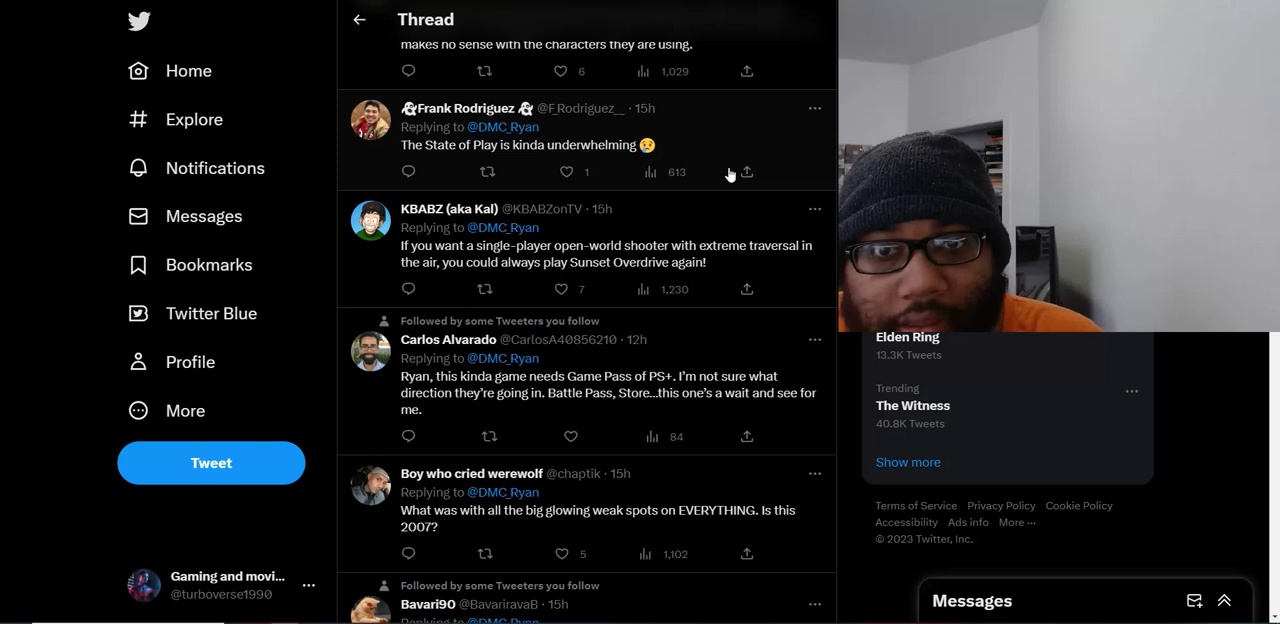 Thread
makes no sense with the characters they are using.
6
1,029
Home
Explore
Notifications
Messages
Bookmarks
Twitter Blue
Profile
More
Tweet
Gaming and movi...
@turboverse1990
👻Frank Rodriguez 👻 @F_Rodriguez__ · 15h
Replying to @DMC_Ryan
The State of Play is kinda underwhelming 😢
1
613
KBABZ (aka Kal) @KBABZonTV · 15h
Replying to @DMC_Ryan
If you want a single-player open-world shooter with extreme traversal in
the air, you could always play Sunset Overdrive again!
7
1,230
Followed by some Tweeters you follow
Carlos Alvarado @CarlosA40856210 · 12h
Replying to @DMC_Ryan
Ryan, this kinda game needs Game Pass of PS+. I'm not sure what
direction they're going in. Battle Pass, Store...this one's a wait and see for
me.
84
Boy who cried werewolf @chaptik · 15h
Replying to @DMC_Ryan
What was with all the big glowing weak spots on EVERYTHING. Is this
2007?
5
1,102
Followed by some Tweeters you follow
Bavari90 @BavariravaB · 15h
Replying to @DMC_Ryan
Elden Ring
13.3K Tweets
Trending
The Witness
40.8K Tweets
Show more
Terms of Service Privacy Policy Cookie Policy
Accessibility Ads info More ...
© 2023 Twitter, Inc.
Messages